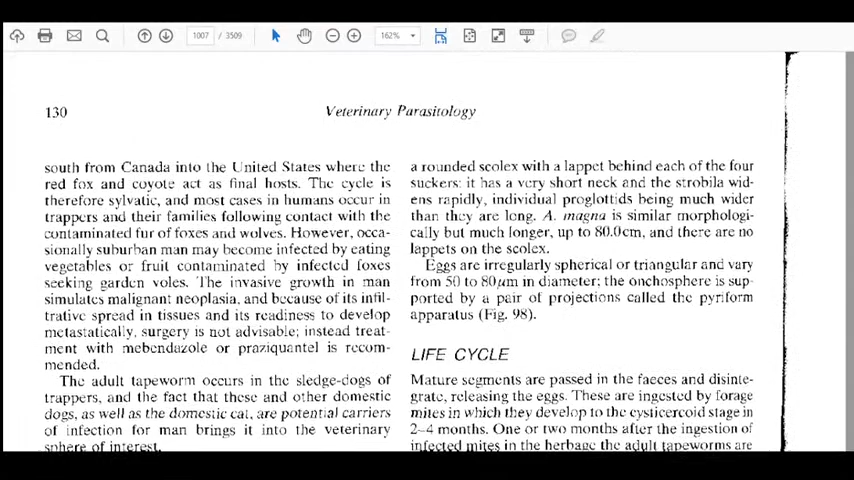 1007 / 3509
162%
130
Veterinary Parasitology
south from Canada into the United States where the
red fox and coyote act as final hosts. The cycle is
therefore sylvatic, and most cases in humans occur in
trappers and their families following contact with the
contaminated fur of foxes and wolves. However, occa-
sionally suburban man may become infected by eating
vegetables or fruit contaminated by infected foxes
seeking garden voles. The invasive growth in man
simulates malignant neoplasia, and because of its infil-
trative spread in tissues and its readiness to develop
metastatically, surgery is not advisable; instead treat-
ment with mebendazole or praziquantel is recom-
mended.
The adult tapeworm occurs in the sledge-dogs of
trappers, and the fact that these and other domestic
dogs, as well as the domestic cat, are potential carriers
of infection for man brings it into the veterinary
sphere of interest.
a rounded scolex with a lappet behind each of the four
suckers: it has a very short neck and the strobila wid-
ens rapidly, individual proglottids being much wider
than they are long. A. magna is similar morphologi-
cally but much longer, up to 80.0cm, and there are no
lappets on the scolex.
Eggs are irregularly spherical or triangular and vary
from 50 to 80μm in diameter; the onchosphere is sup-
ported by a pair of projections called the pyriform
apparatus (Fig. 98).
LIFE CYCLE
Mature segments are passed in the faeces and disinte-
grate, releasing the eggs. These are ingested by forage
mites in which they develop to the cysticercoid stage in
2–4 months. One or two months after the ingestion of
infected mites in the herbage the adult tapeworms are